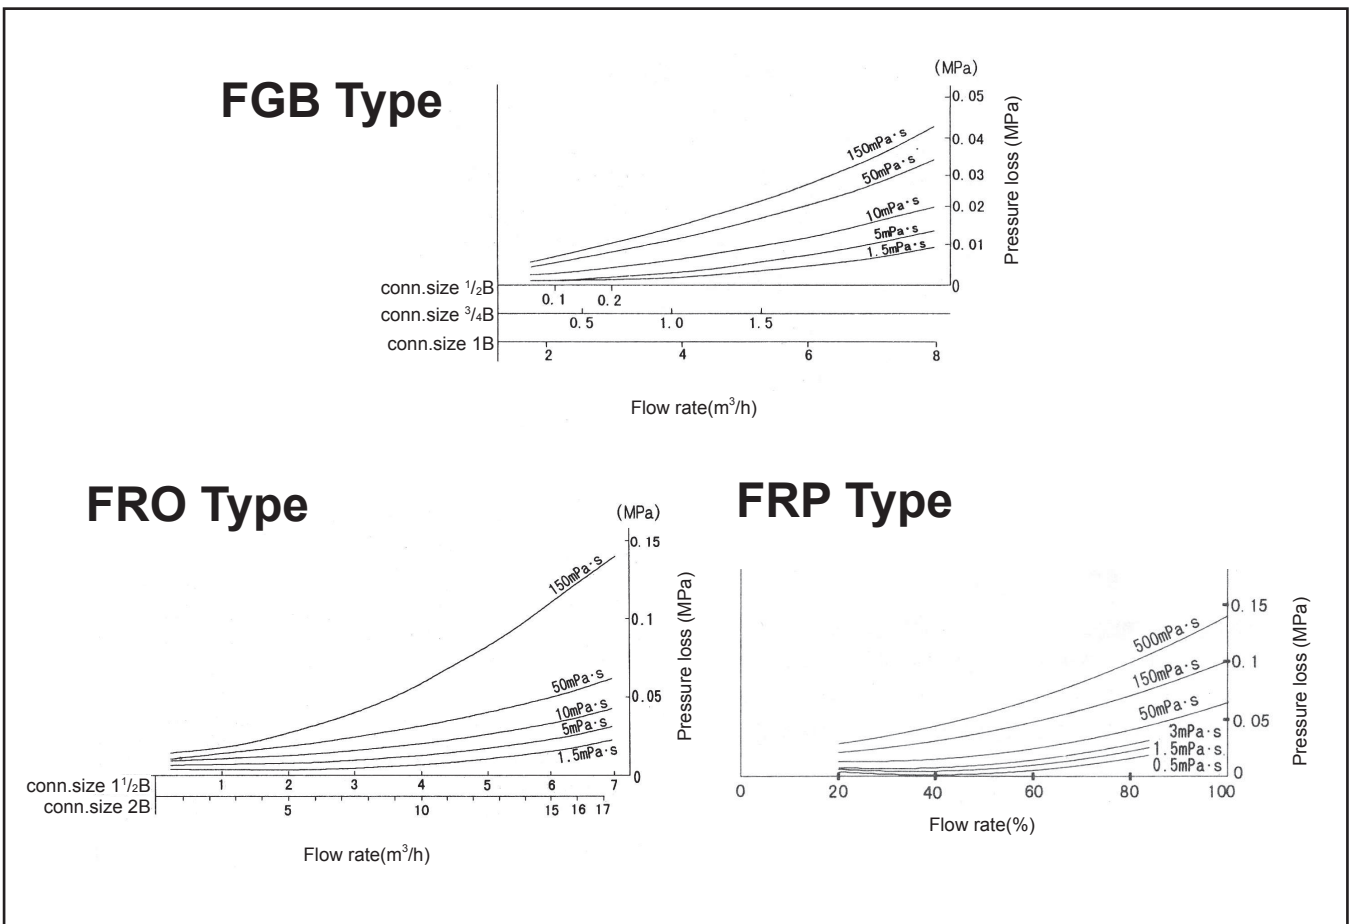 FGB Type
(MPa)
0.05
0.04
0.03
0.02
0.01
0
Pressure loss (MPa)
150mPa·s
50mPa·s
10mPa·s
5mPa·s
1.5mPa·s
conn.size 1/2B
0.1 0.2
conn.size 3/4B
0.5 1.0 1.5
conn.size 1B
2 4 6 8
Flow rate(m³/h)
FRO Type
(MPa)
0.15
0.1
0.05
0
Pressure loss (MPa)
150mPa·s
50mPa·s
10mPa·s
5mPa·s
1.5mPa·s
conn.size 1 1/2B
1 2 3 4 5 6 7
conn.size 2B
5 10 15 16 17
Flow rate(m³/h)
FRP Type
0.15
0.1
0.05
0
Pressure loss (MPa)
500mPa·s
150mPa·s
50mPa·s
3mPa·s
1.5mPa·s
0.5mPa·s
0 20 40 60 80 100
Flow rate(%)